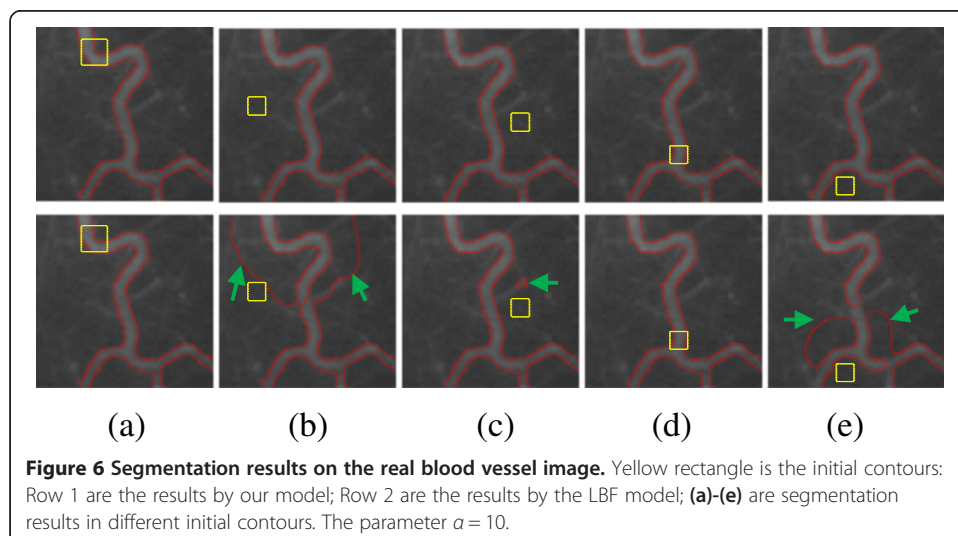 (a) (b) (c) (d) (e)
Figure 6 Segmentation results on the real blood vessel image. Yellow rectangle is the initial contours:
Row 1 are the results by our model; Row 2 are the results by the LBF model; (a)-(e) are segmentation
results in different initial contours. The parameter α = 10.